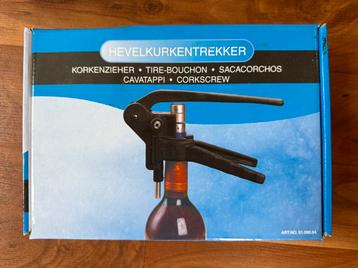 HEVELKURKENTREKKER
KORKENZIEHER • TIRE-BOUCHON • SACACORCHOS
CAVATAPPI • CORKSCREW